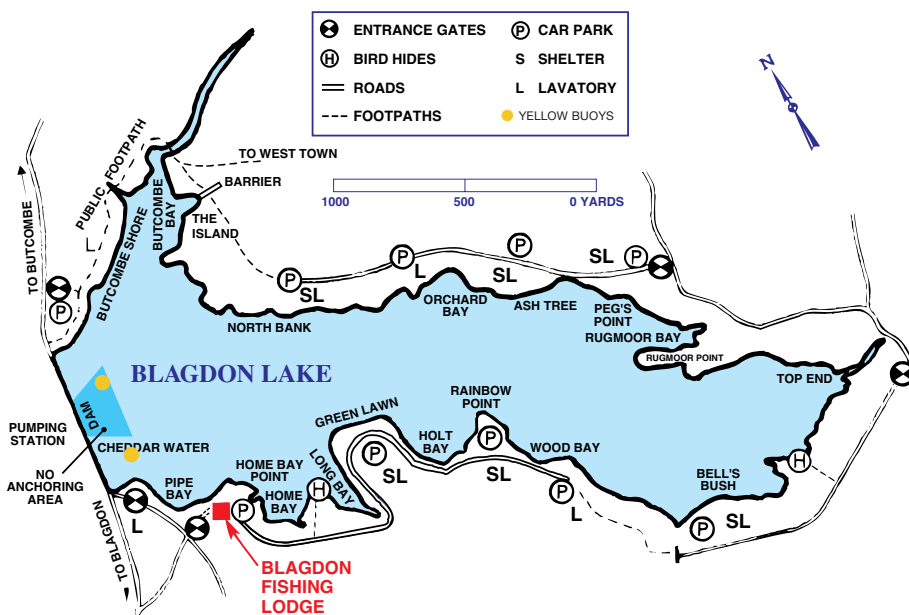 ENTRANCE GATES
H BIRD HIDES
ROADS
FOOTPATHS
P CAR PARK
S SHELTER
L LAVATORY
YELLOW BUOYS
N
1000 500 0 YARDS
TO WEST TOWN
BARRIER
PUBLIC FOOTPATH
TO BUTCOMBE
L
BUTCOMBE SHORE
BUTCOMBE BAY
THE
ISLAND
P
P
SL
P
L
P
SL
P
SL
NORTH BANK
ORCHARD
BAY
ASH TREE
PEG'S
POINT
RUGMOOR BAY
RUGMOOR POINT
TOP END
BLAGDON LAKE
DAM
PUMPING
STATION
CHEDDAR WATER
NO
ANCHORING
AREA
GREEN LAWN
RAINBOW
POINT
P
HOLT
BAY
WOOD BAY
P
SL
SL
P
L
BELL'S
BUSH
H
P
SL
PIPE
BAY
HOME BAY
POINT
HOME
BAY
LONG BAY
H
P
L
TO BLAGDON
BLAGDON
FISHING
LODGE